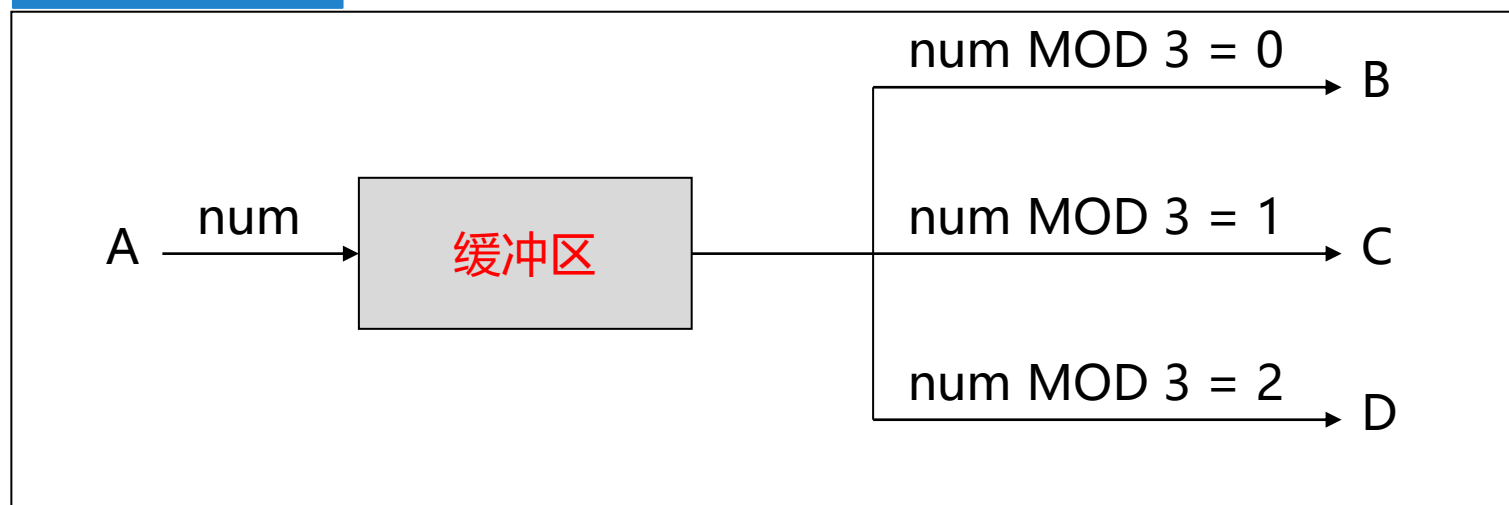 num MOD 3 = 0
B
A
num
缓冲区
num MOD 3 = 1
C
num MOD 3 = 2
D